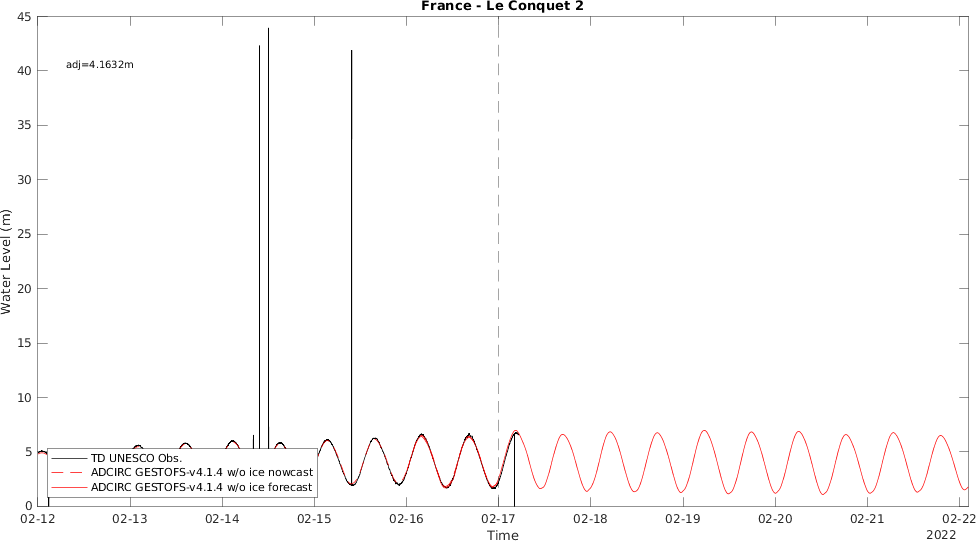 France - Le Conquet 2
45
40
35
30
25
20
15
10
5
0
Water Level (m)
adj=4.1632m
TD UNESCO Obs.
ADCIRC GESTOFS-v4.1.4 w/o ice nowcast
ADCIRC GESTOFS-v4.1.4 w/o ice forecast
02-12 02-13 02-14 02-15 02-16 02-17 02-18 02-19 02-20 02-21 02-22
Time
2022